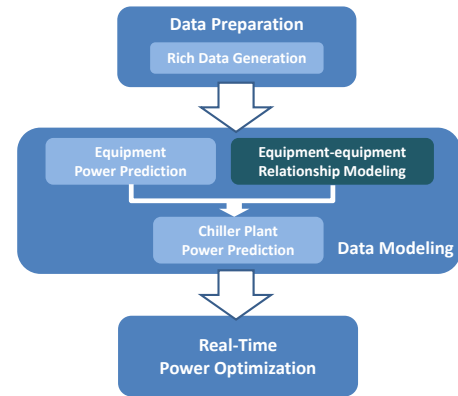 Data Preparation
Rich Data Generation
Equipment
Power Prediction
Equipment-equipment
Relationship Modeling
Chiller Plant
Power Prediction
Data Modeling
Real-Time
Power Optimization